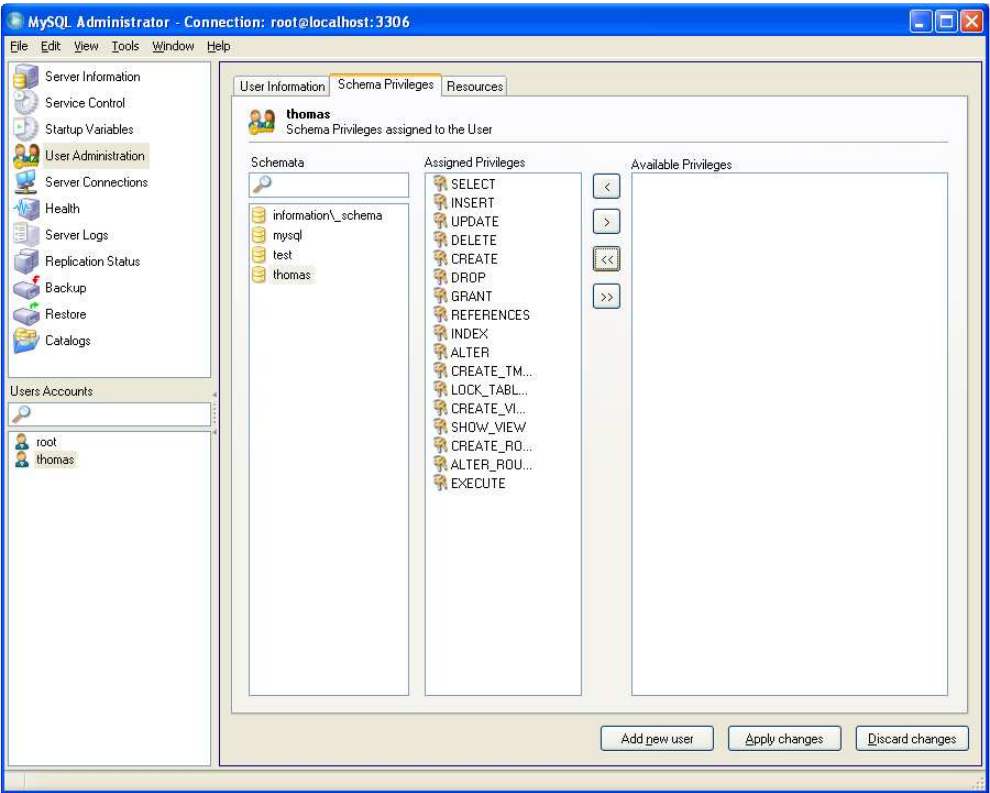 MySQL Administrator - Connection: root@localhost:3306
File Edit View Tools Window Help
Server Information
Service Control
Startup Variables
User Administration
Server Connections
Health
Server Logs
Replication Status
Backup
Restore
Catalogs
Users Accounts
root
thomas
User Information Schema Privileges Resources
thomas
Schema Privileges assigned to the User
Schemata
information\_schema
mysql
test
thomas
Assigned Privileges
SELECT
INSERT
UPDATE
DELETE
CREATE
DROP
GRANT
REFERENCES
INDEX
ALTER
CREATE_TM...
LOCK_TABL...
CREATE_VI...
SHOW_VIEW
CREATE_RO...
ALTER_ROU...
EXECUTE
<
>
<<
>>
Available Privileges
Add new user Apply changes Discard changes